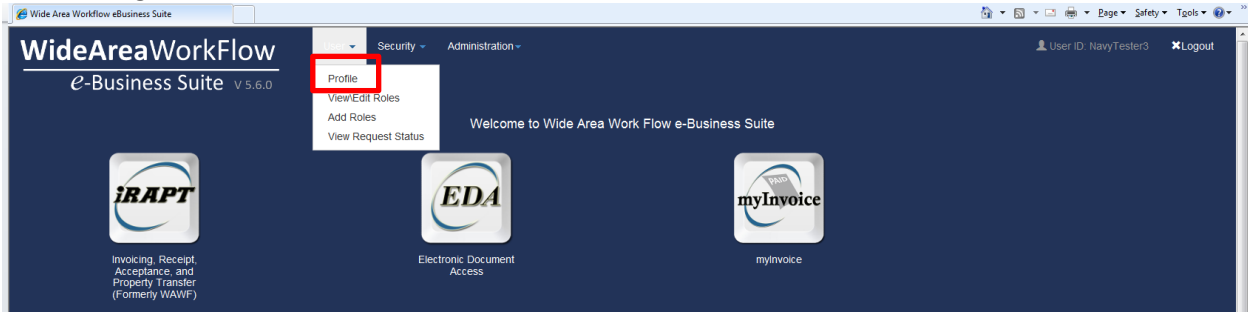 Wide Area Workflow eBusiness Suite
Page Safety Tools
WideAreaWorkFlow
e-Business Suite V 5.6.0
User Security Administration
User ID: NavyTester3 Logout
Profile
View\Edit Roles
Add Roles
View Request Status
Welcome to Wide Area Work Flow e-Business Suite
iRAPT
EDA
PAID
myInvoice
Invoicing, Receipt,
Acceptance, and
Property Transfer
(Formerly WAWF)
Electronic Document
Access
myInvoice